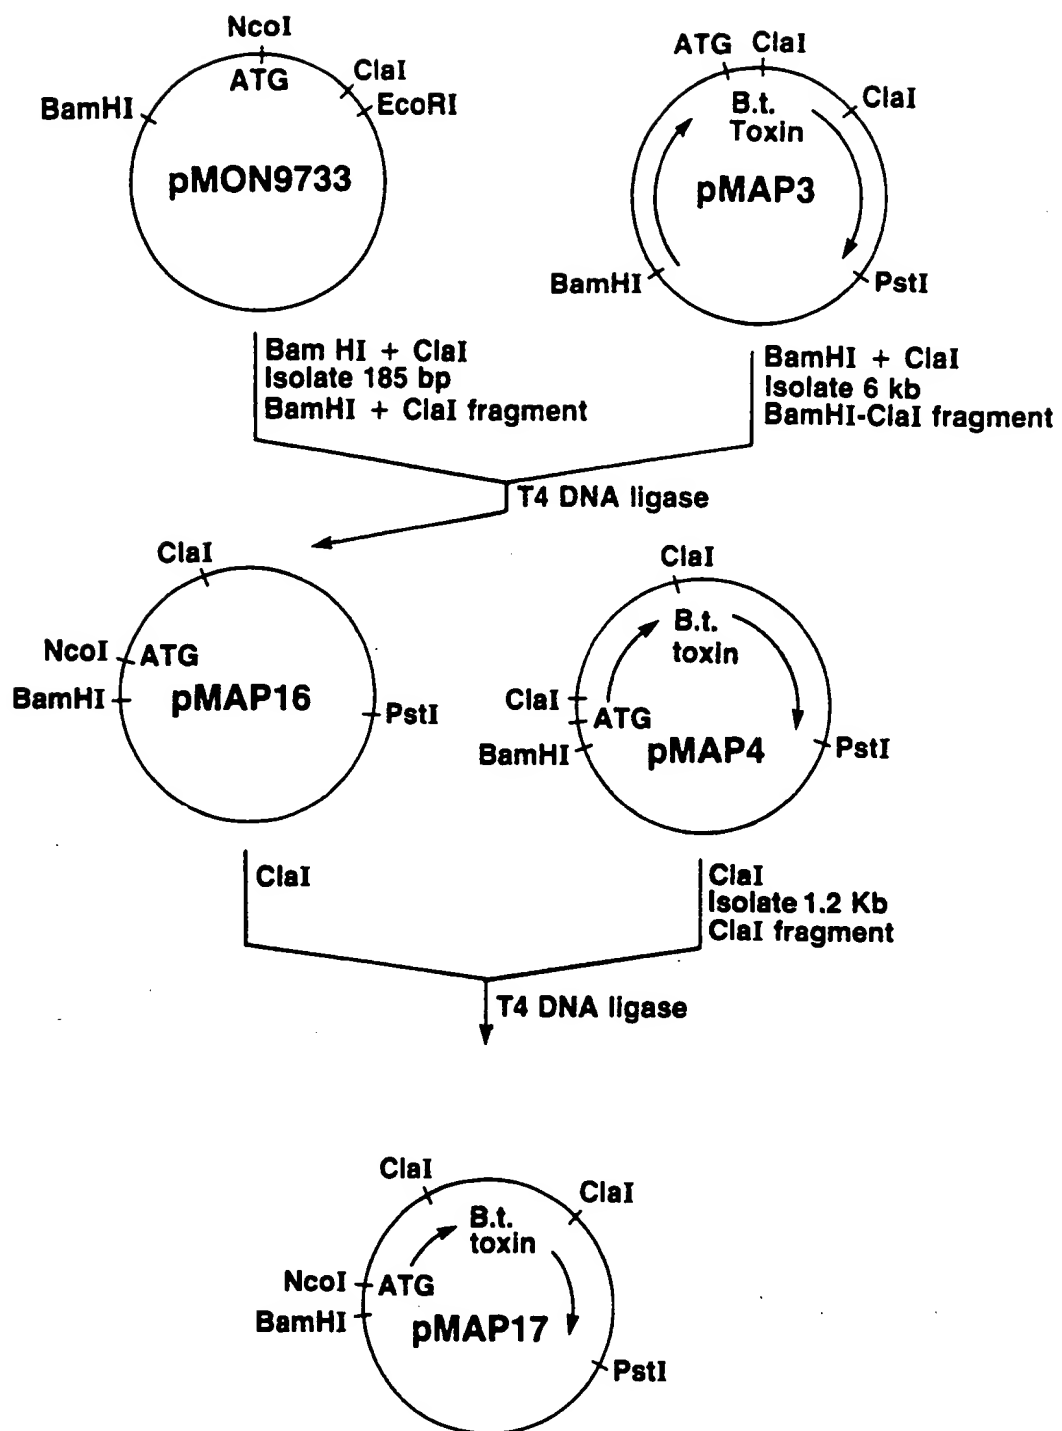 NcoI
ATG
ClaI
EcoRI
BamHI
pMON9733
ATG ClaI
ClaI
B.t.
Toxin
pMAP3
BamHI
PstI
Bam HI + ClaI
Isolate 185 bp
BamHI + ClaI fragment
BamHI + ClaI
Isolate 6 kb
BamHI-ClaI fragment
T4 DNA ligase
ClaI
NcoI
ATG
BamHI
pMAP16
PstI
ClaI
B.t.
toxin
ClaI
ATG
BamHI
pMAP4
PstI
ClaI
ClaI
Isolate 1.2 Kb
ClaI fragment
T4 DNA ligase
ClaI
ClaI
B.t.
toxin
NcoI
ATG
BamHI
pMAP17
PstI